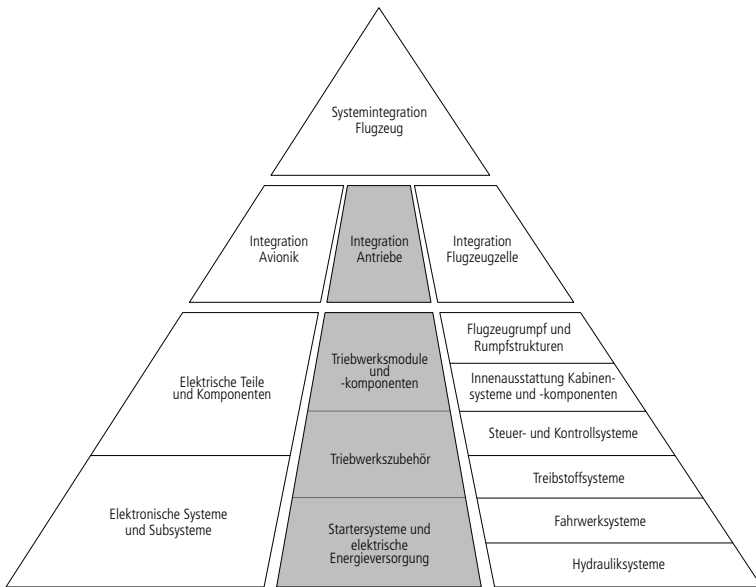 Systemintegration
Flugzeug
Integration
Avionik
Integration
Antriebe
Integration
Flugzeugzelle
Elektrische Teile
und Komponenten
Elektronische Systeme
und Subsysteme
Triebwerksmodule
und
-komponenten
Triebwerkszubehör
Startersysteme und
elektrische
Energieversorgung
Flugzeugrumpf und
Rumpfstrukturen
Innenausstattung Kabinen-
systeme und -komponenten
Steuer- und Kontrollsysteme
Treibstoffsysteme
Fahrwerksysteme
Hydrauliksysteme